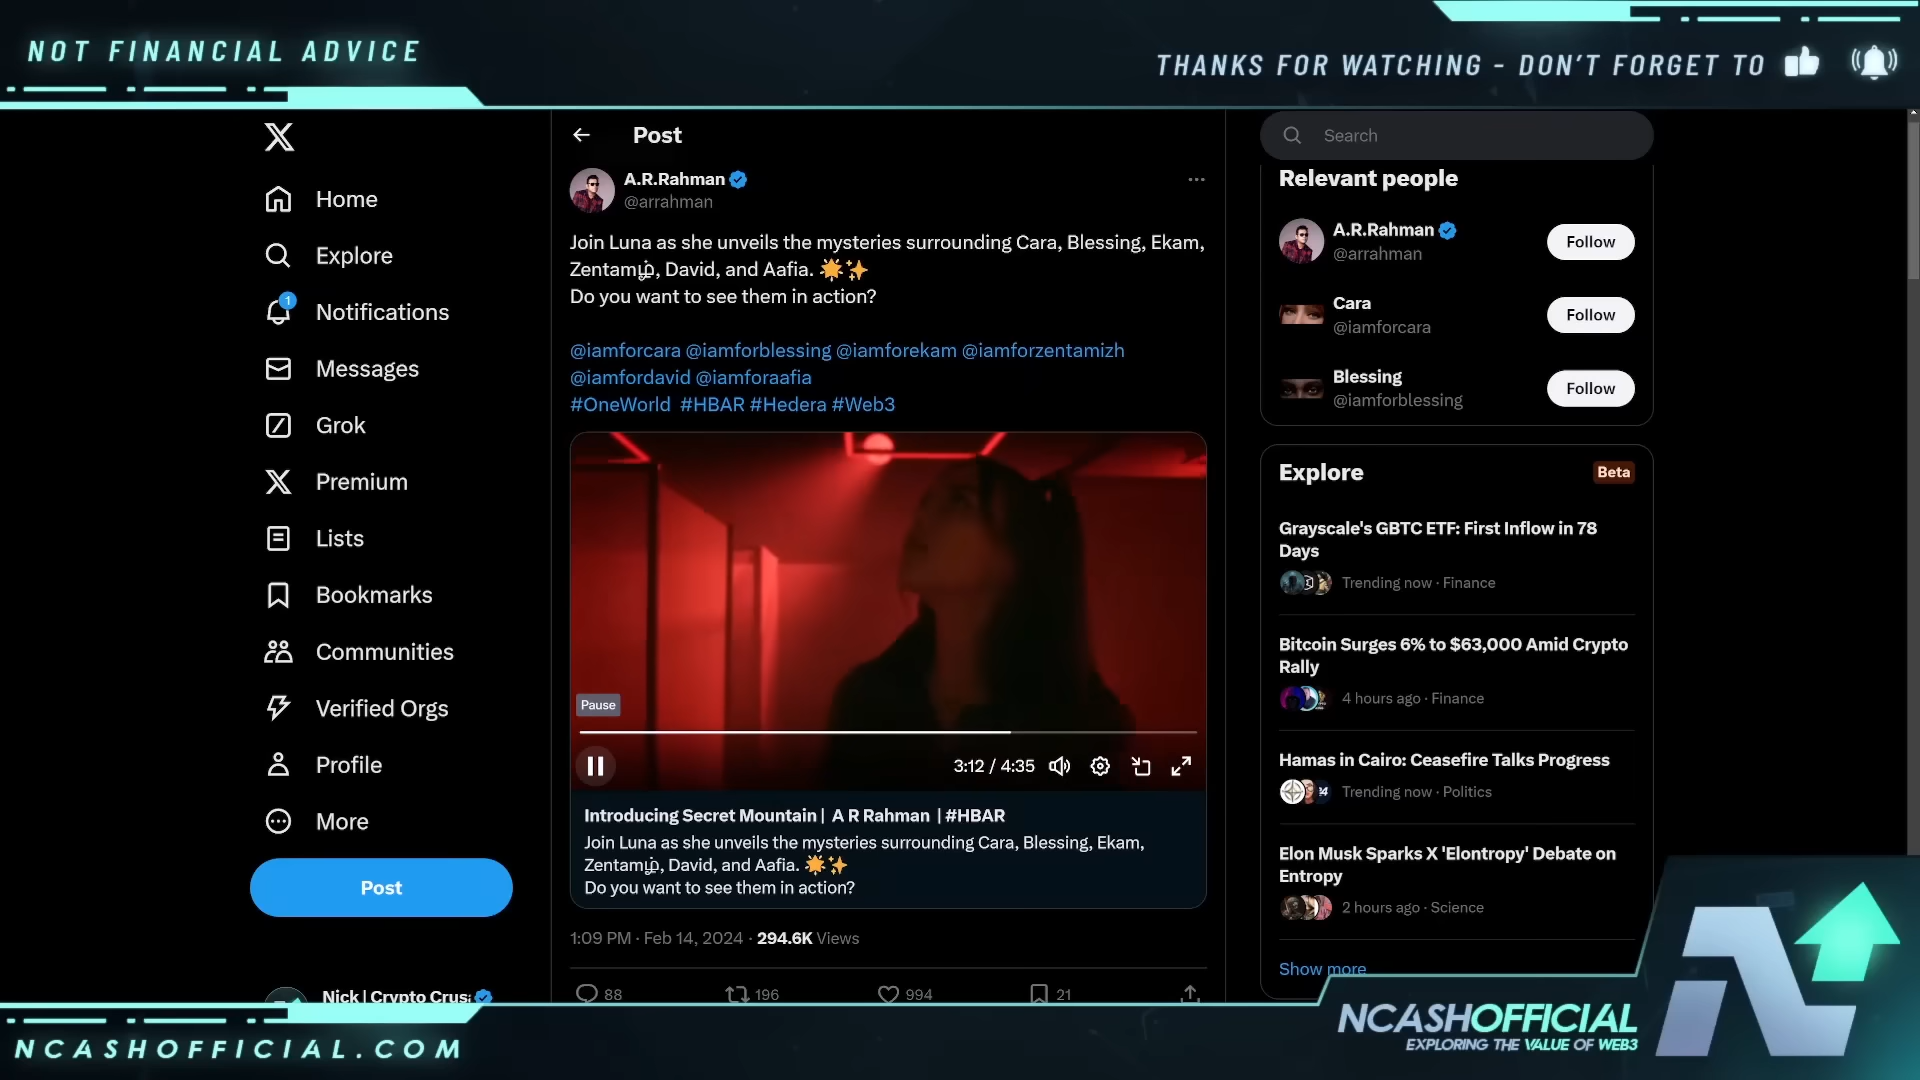 NOT FINANCIAL ADVICE
THANKS FOR WATCHING - DON'T FORGET TO
Home
Explore
1
Notifications
Messages
Grok
Premium
Lists
Bookmarks
Communities
Verified Orgs
Profile
More
Post
Nick | Crypto Crus
Post
A.R.Rahman
@arrahman
Join Luna as she unveils the mysteries surrounding Cara, Blessing, Ekam,
Zentamழ், David, and Aafia. 🌟✨
Do you want to see them in action?
@iamforcara @iamforblessing @iamforekam @iamforzentamizh
@iamfordavid @iamforaafia
#OneWorld #HBAR #Hedera #Web3
Pause
3:12 / 4:35
Introducing Secret Mountain | A R Rahman | #HBAR
Join Luna as she unveils the mysteries surrounding Cara, Blessing, Ekam,
Zentamழ், David, and Aafia. 🌟✨
Do you want to see them in action?
1:09 PM · Feb 14, 2024 · 294.6K Views
88 196 994 21
Search
Relevant people
A.R.Rahman
@arrahman
Follow
Cara
@iamforcara
Follow
Blessing
@iamforblessing
Follow
Explore Beta
Grayscale's GBTC ETF: First Inflow in 78
Days
Trending now · Finance
Bitcoin Surges 6% to $63,000 Amid Crypto
Rally
4 hours ago · Finance
Hamas in Cairo: Ceasefire Talks Progress
Trending now · Politics
Elon Musk Sparks X 'Elontropy' Debate on
Entropy
2 hours ago · Science
Show more
NCASHOFFICIAL.COM
NCASHOFFICIAL
EXPLORING THE VALUE OF WEB3